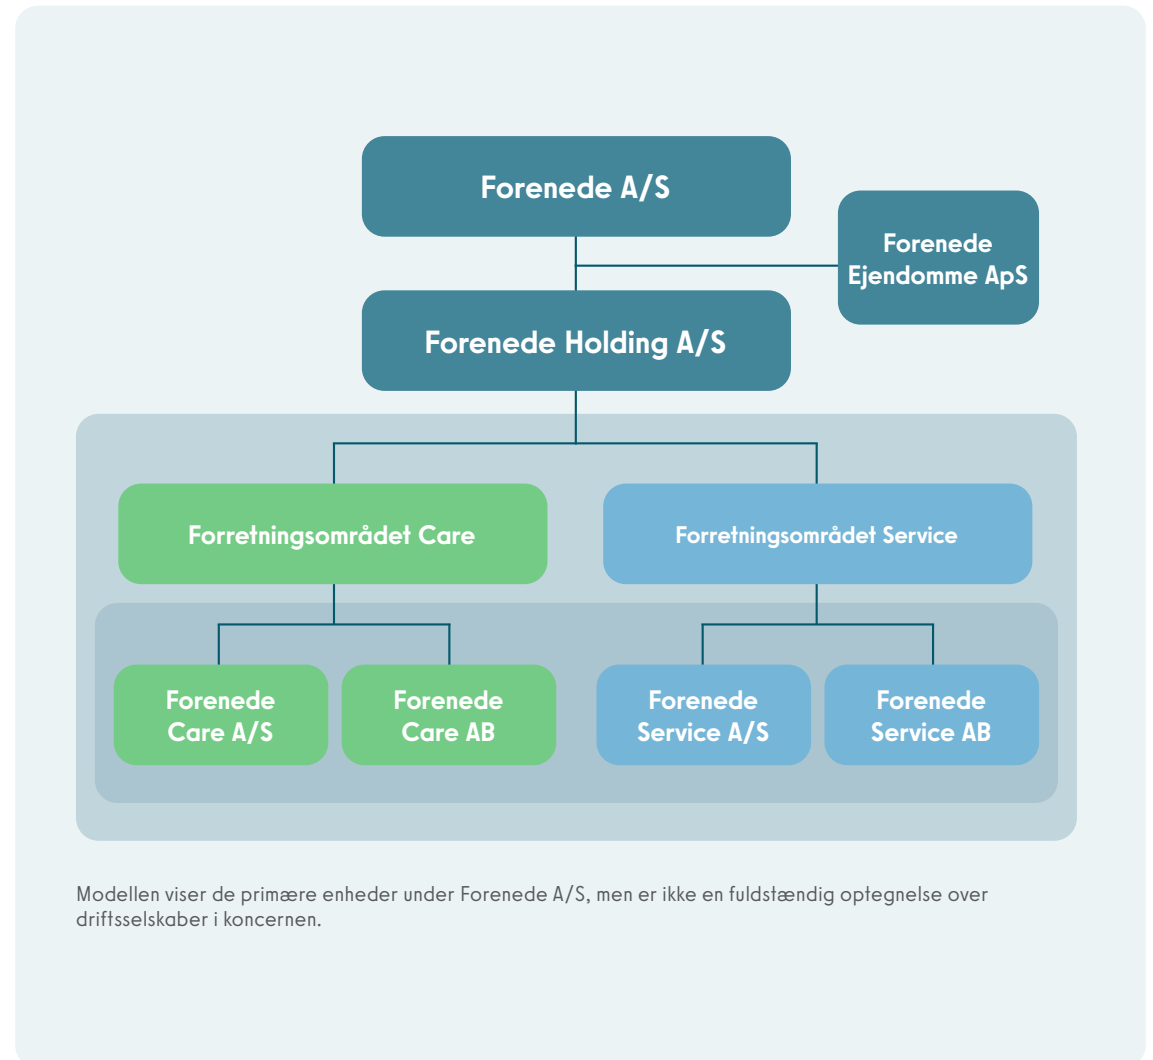 Forenede A/S
Forenede
Ejendomme ApS
Forenede Holding A/S
Forretningsområdet Care
Forretningsområdet Service
Forenede
Care A/S
Forenede
Care AB
Forenede
Service A/S
Forenede
Service AB
Modellen viser de primære enheder under Forenede A/S, men er ikke en fuldstændig optegnelse over
driftsselskaber i koncernen.